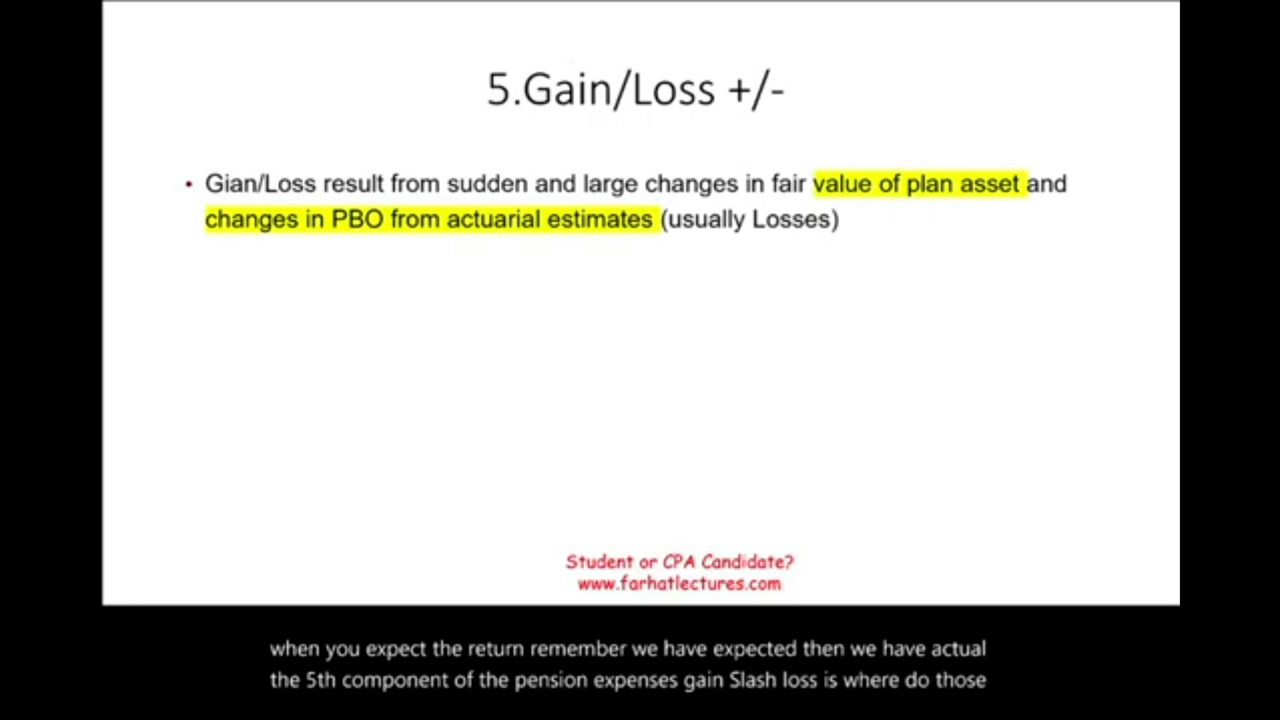 5.Gain/Loss +/-
• Gian/Loss result from sudden and large changes in fair value of plan asset and
changes in PBO from actuarial estimates (usually Losses)
Student or CPA Candidate?
www.farhatlectures.com
when you expect the return remember we have expected then we have actual
the 5th component of the pension expenses gain Slash loss is where do those